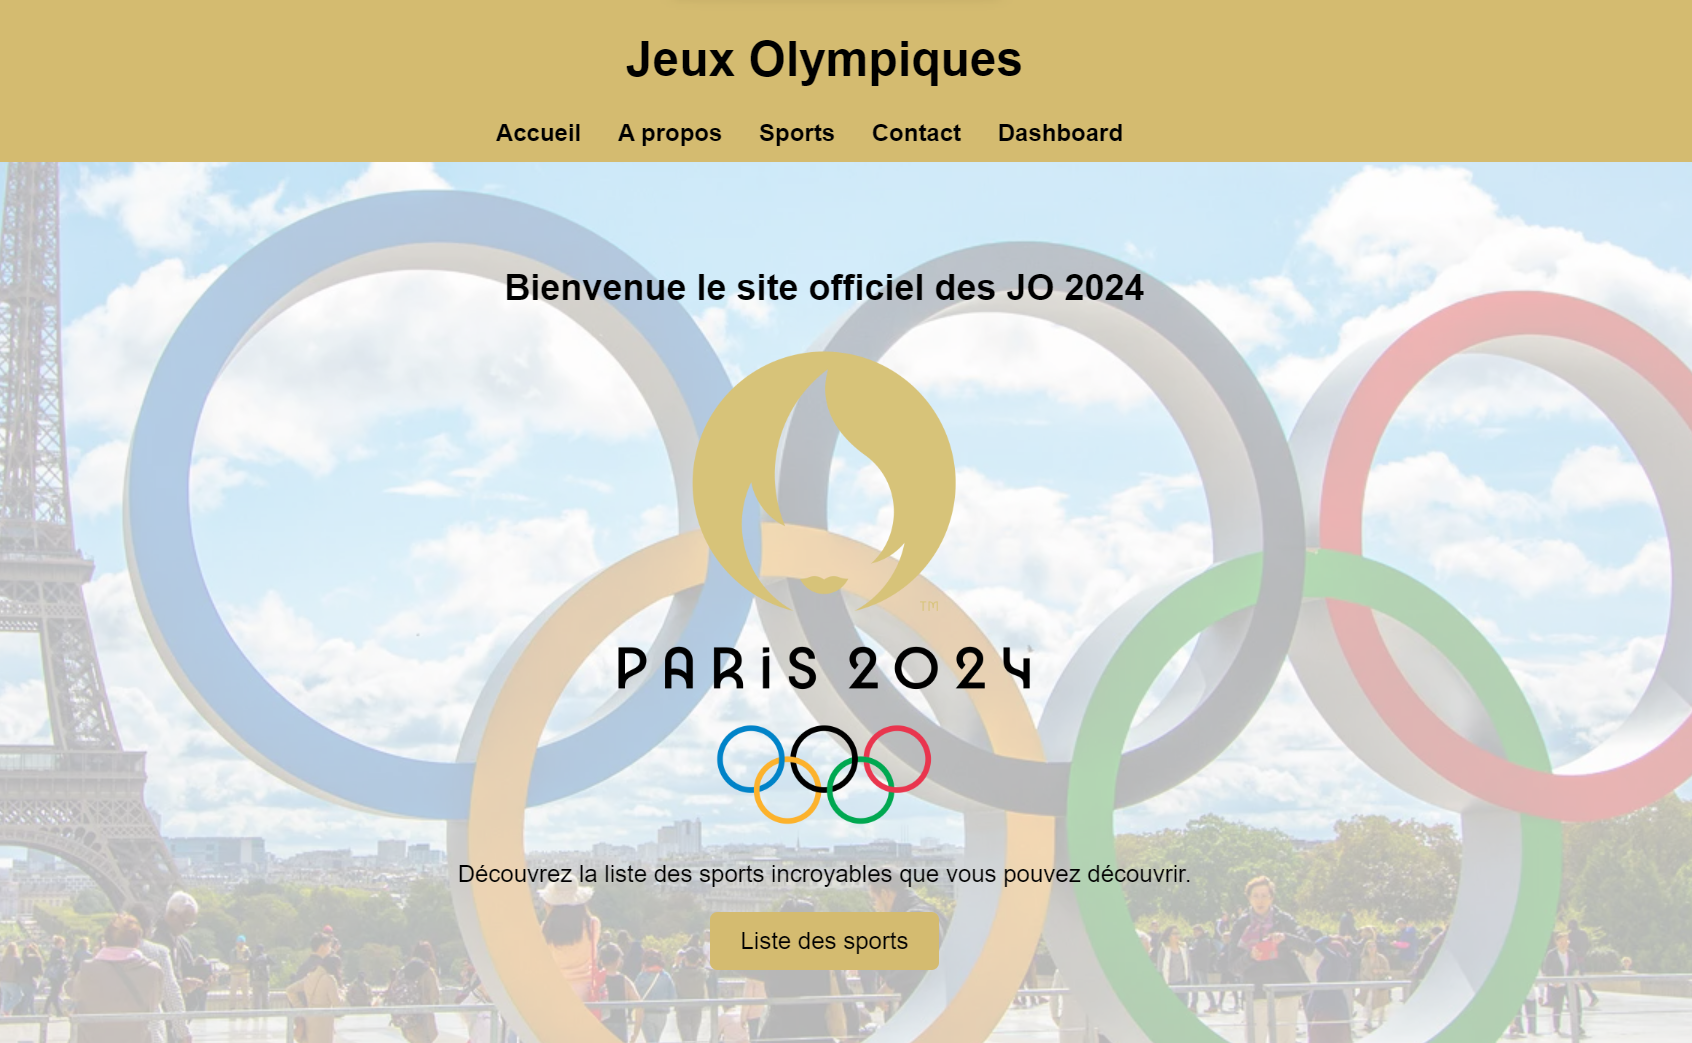 Jeux Olympiques
Accueil A propos Sports Contact Dashboard
Bienvenue le site officiel des JO 2024
TM
PARiS 2024
Découvrez la liste des sports incroyables que vous pouvez découvrir.
Liste des sports